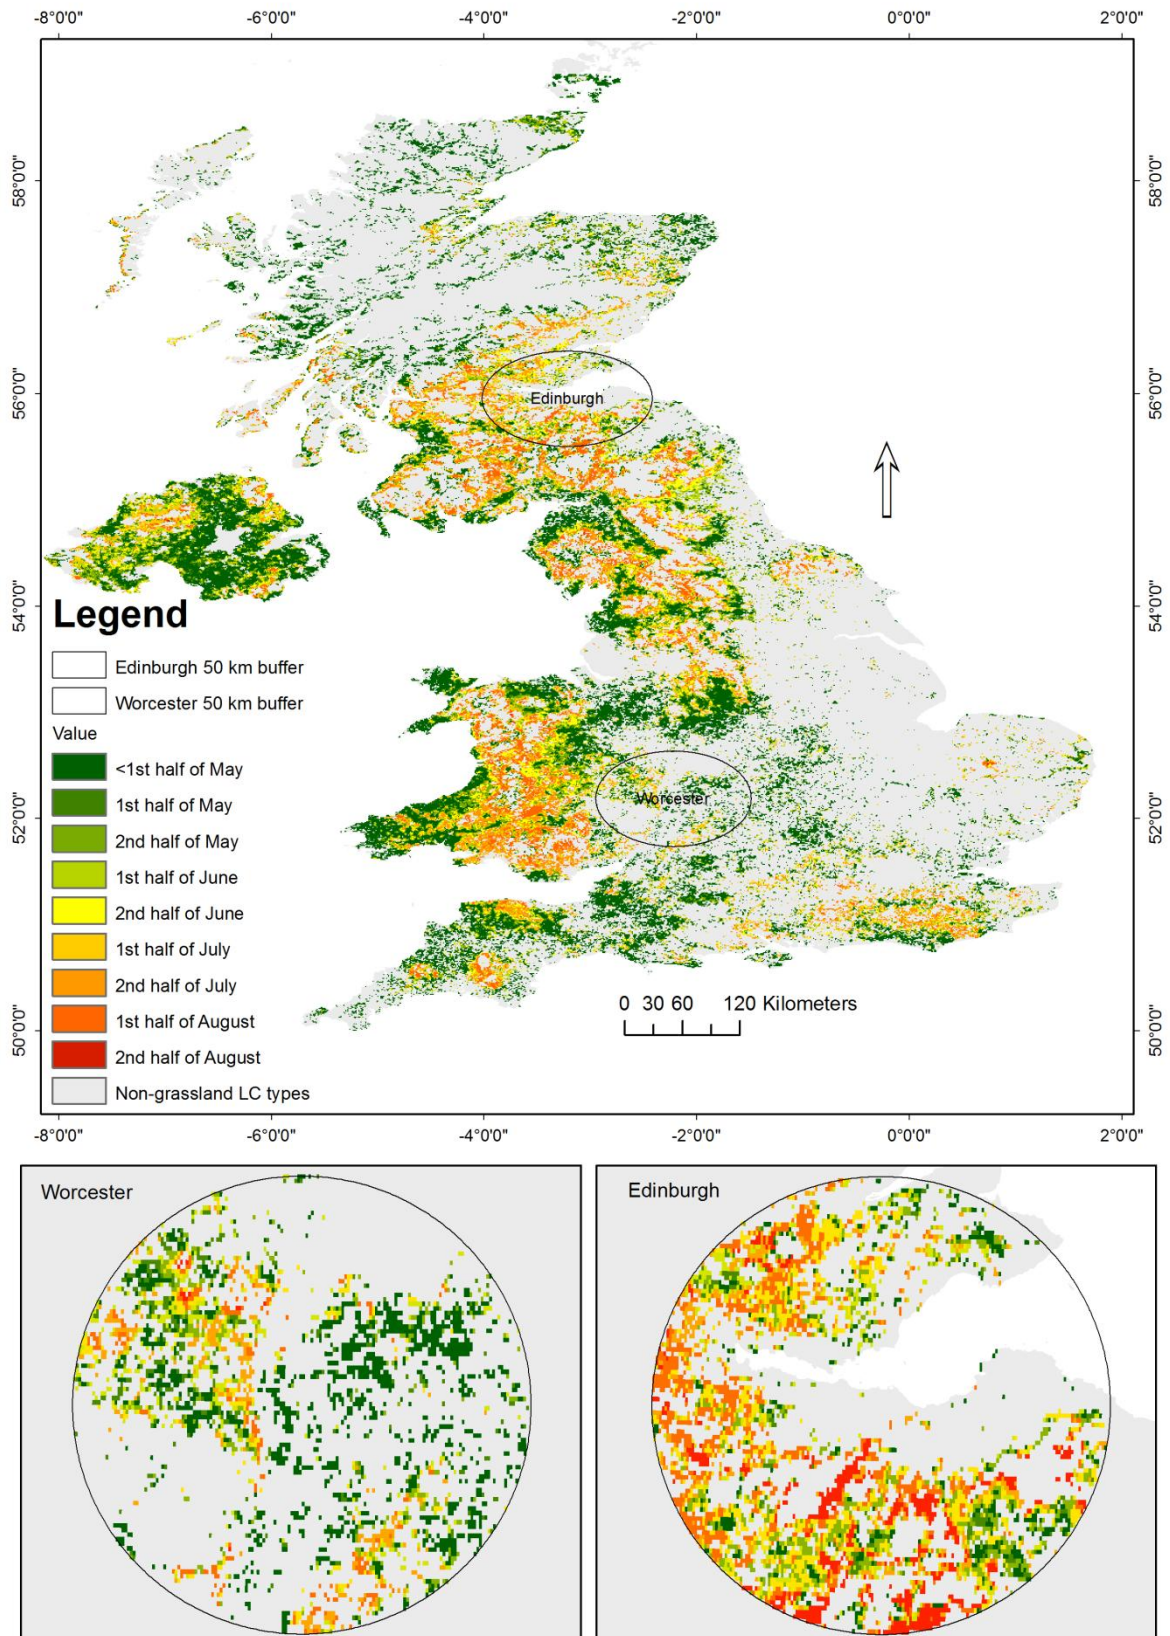 -8°0'0" -6°0'0" -4°0'0" -2°0'0" 0°0'0" 2°0'0"
58°0'0" 58°0'0"
56°0'0" 56°0'0"
Edinburgh
54°0'0" 54°0'0"
Legend
Edinburgh 50 km buffer
Worcester 50 km buffer
Value
<1st half of May
Worcester
52°0'0" 52°0'0"
1st half of May
2nd half of May
1st half of June
2nd half of June
1st half of July
2nd half of July
0 30 60 120 Kilometers
1st half of August
50°0'0" 50°0'0"
2nd half of August
Non-grassland LC types
-8°0'0" -6°0'0" -4°0'0" -2°0'0" 0°0'0" 2°0'0"
Worcester
Edinburgh